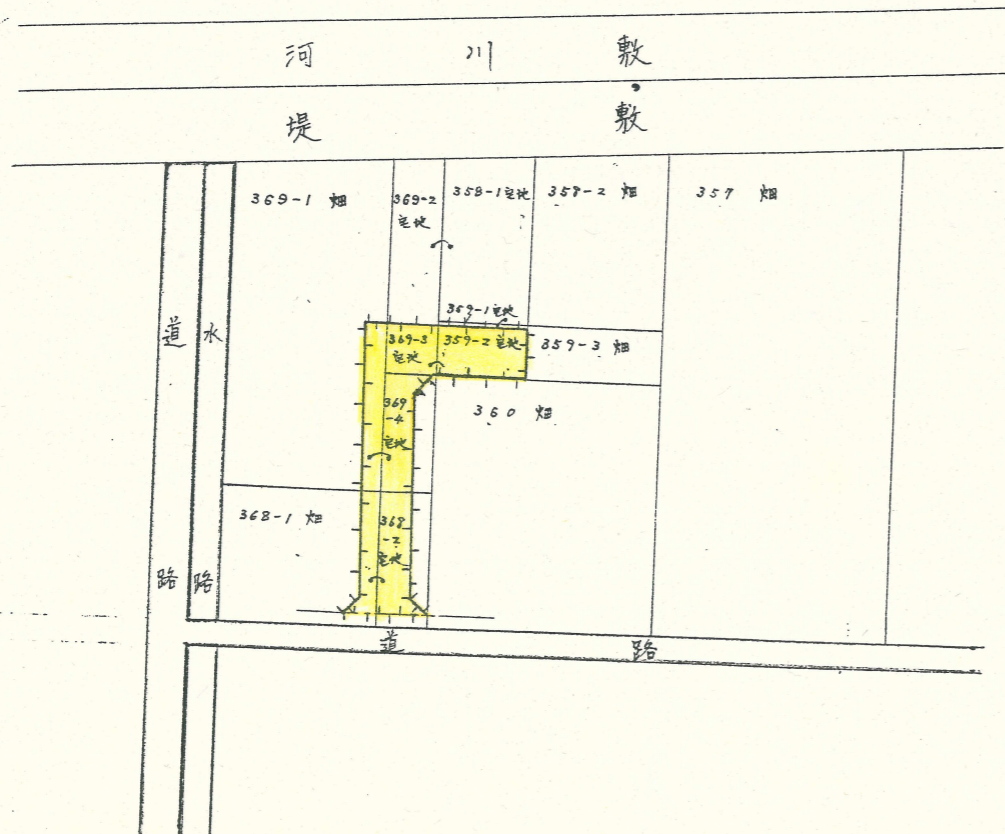 河川敷
堤敷
369-1 畑
369-2
宅地
358-1宅地
358-2 畑
357 畑
359-1宅地
369-3
宅地
359-2宅地
359-3 畑
369
-4
宅地
360 畑
368-1 畑
368
-2
宅地
道路
水路
道路